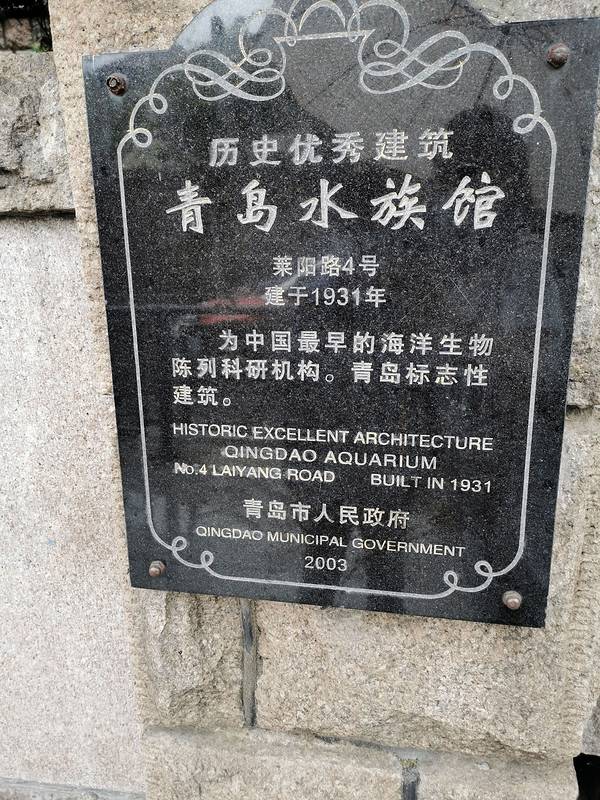 历史优秀建筑
青岛水族馆
莱阳路4号
建于1931年
为中国最早的海洋生物
陈列科研机构。青岛标志性
建筑。
HISTORIC EXCELLENT ARCHITECTURE
QINGDAO AQUARIUM
No.4 LAIYANG ROAD BUILT IN 1931
青岛市人民政府
QINGDAO MUNICIPAL GOVERNMENT
2003